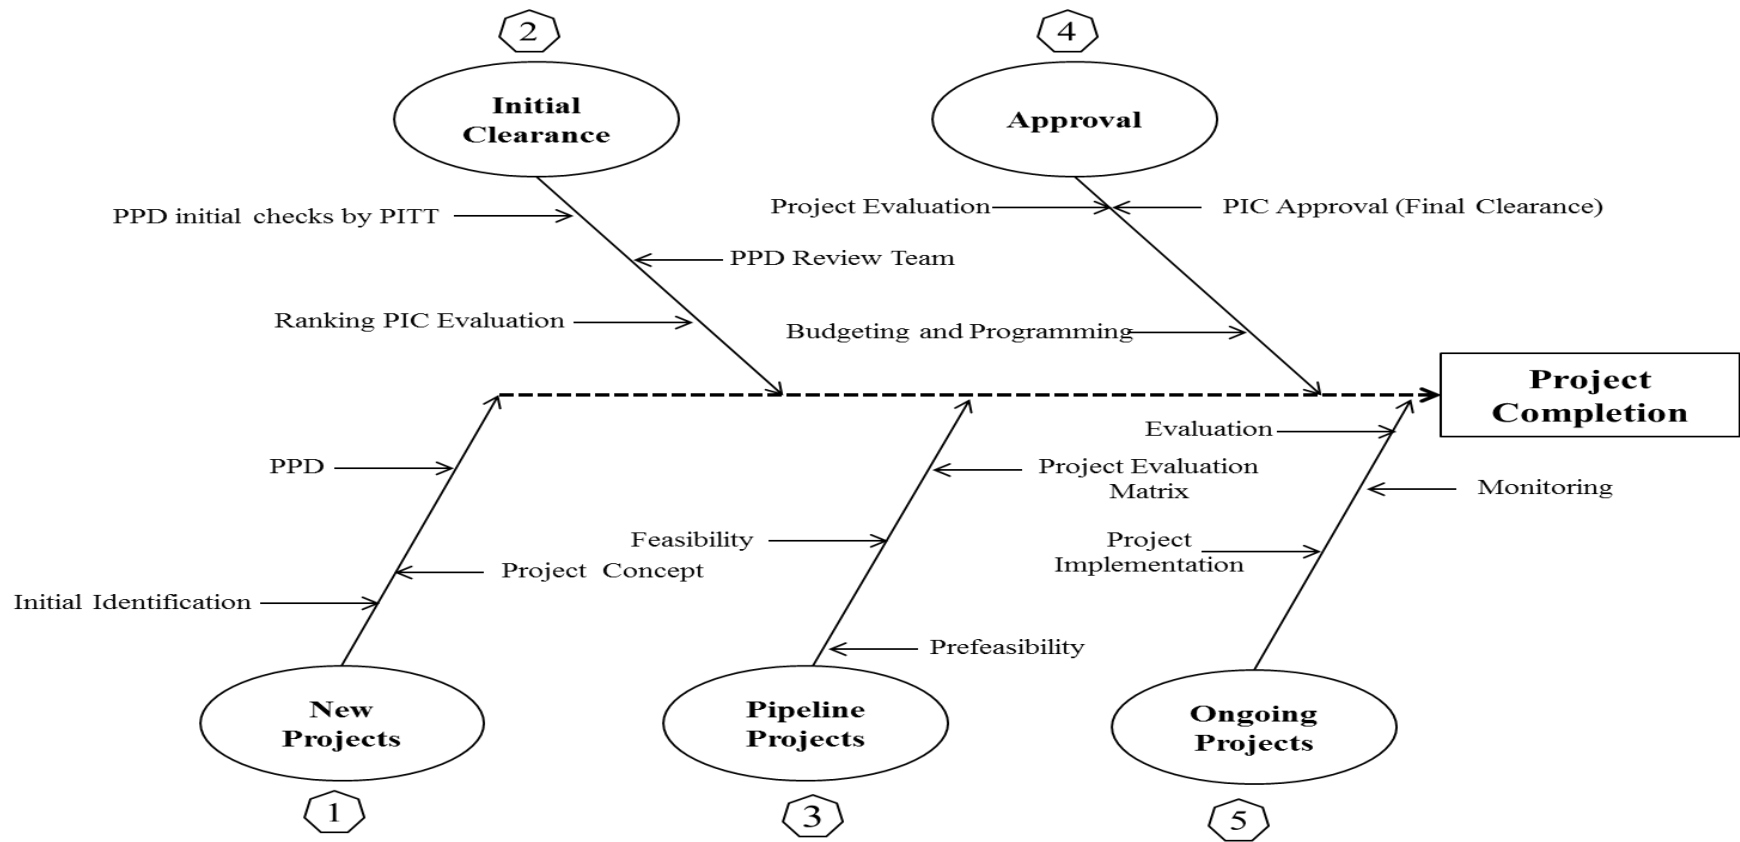 2
4
Initial
Clearance
Approval
PPD initial checks by PITT
Project Evaluation
PIC Approval (Final Clearance)
PPD Review Team
Ranking PIC Evaluation
Budgeting and Programming
Project
Completion
Evaluation
PPD
Project Evaluation
Matrix
Monitoring
Feasibility
Project
Implementation
Project Concept
Initial Identification
Prefeasibility
New
Projects
Pipeline
Projects
Ongoing
Projects
1
3
5